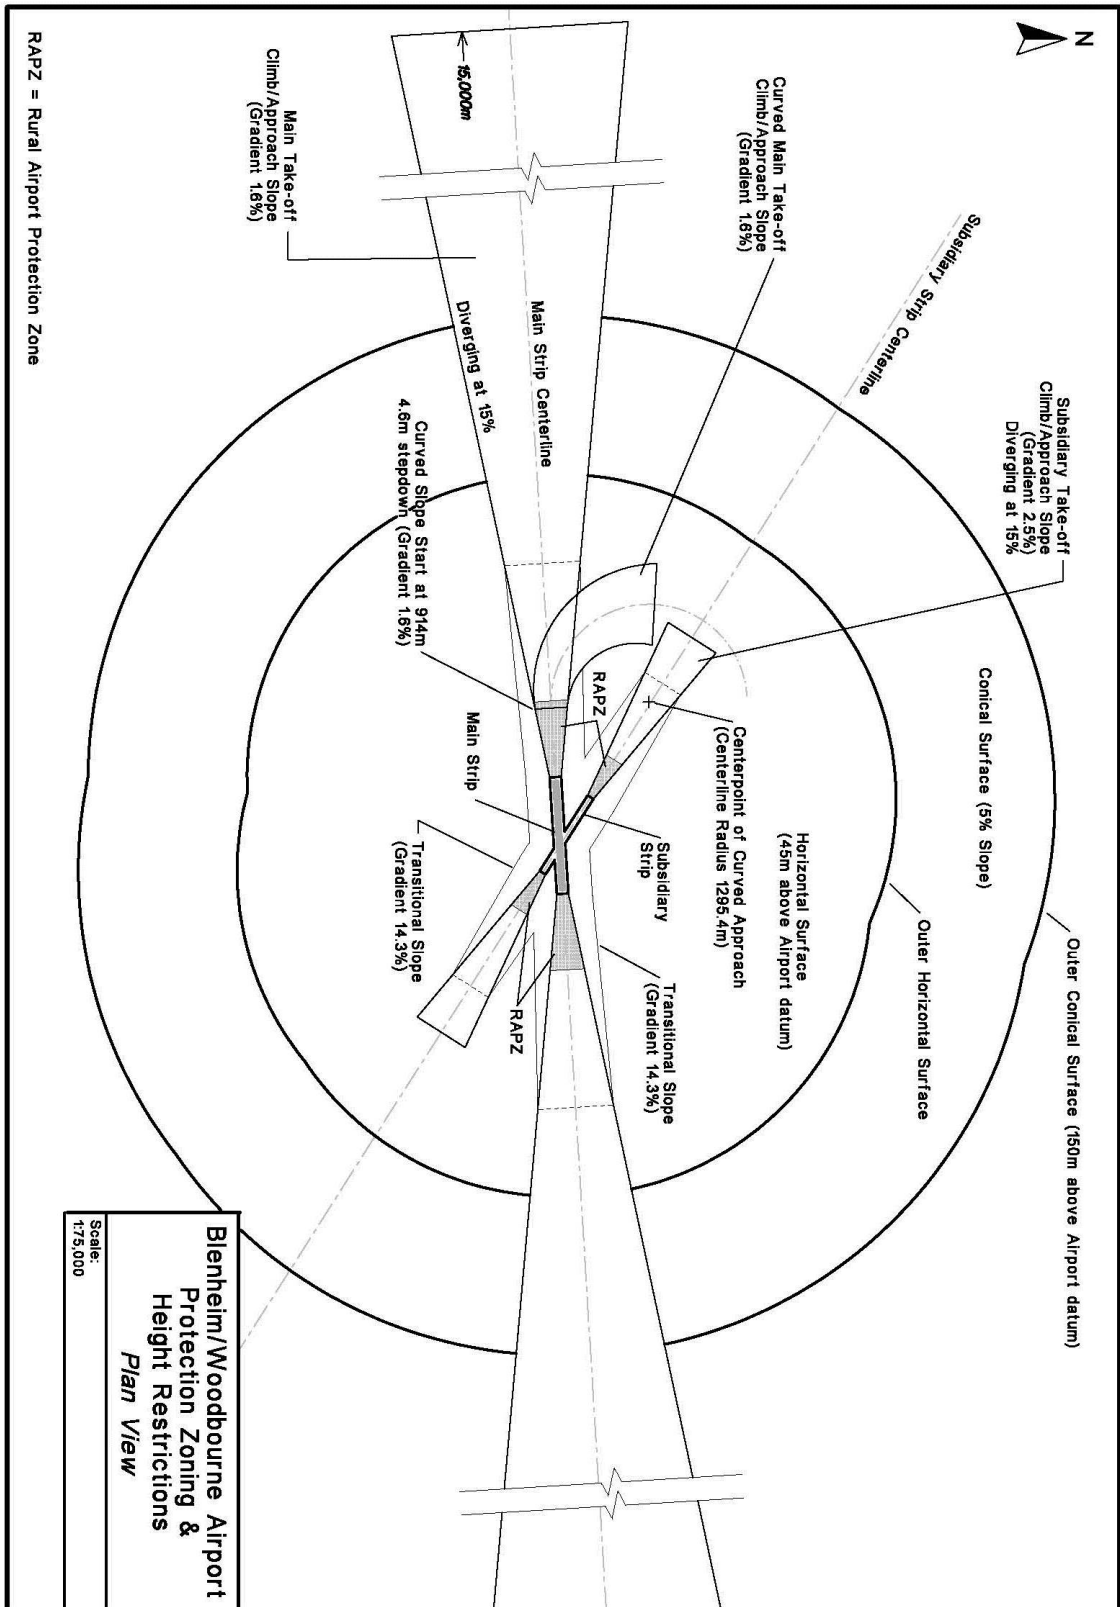 N
15,000m
Main Take-off
Climb/Approach Slope
(Gradient 1.6%)
Curved Main Take-off
Climb/Approach Slope
(Gradient 1.6%)
Subsidiary Strip Centerline
Subsidiary Take-off
Climb/Approach Slope
(Gradient 2.5%)
Diverging at 15%
Main Strip Centerline
Diverging at 15%
Curved Slope Start at 914m
4.6m stepdown (Gradient 1.6%)
RAPZ
Main Strip
Centerpoint of Curved Approach
(Centerline Radius 1295.4m)
Subsidiary
Strip
Horizontal Surface
(45m above Airport datum)
Conical Surface (5% Slope)
Outer Horizontal Surface
Outer Conical Surface (150m above Airport datum)
Transitional Slope
(Gradient 14.3%)
Transitional Slope
(Gradient 14.3%)
RAPZ
RAPZ = Rural Airport Protection Zone
Blenheim/Woodbourne Airport
Protection Zoning &
Height Restrictions
Plan View
Scale:
1:75,000